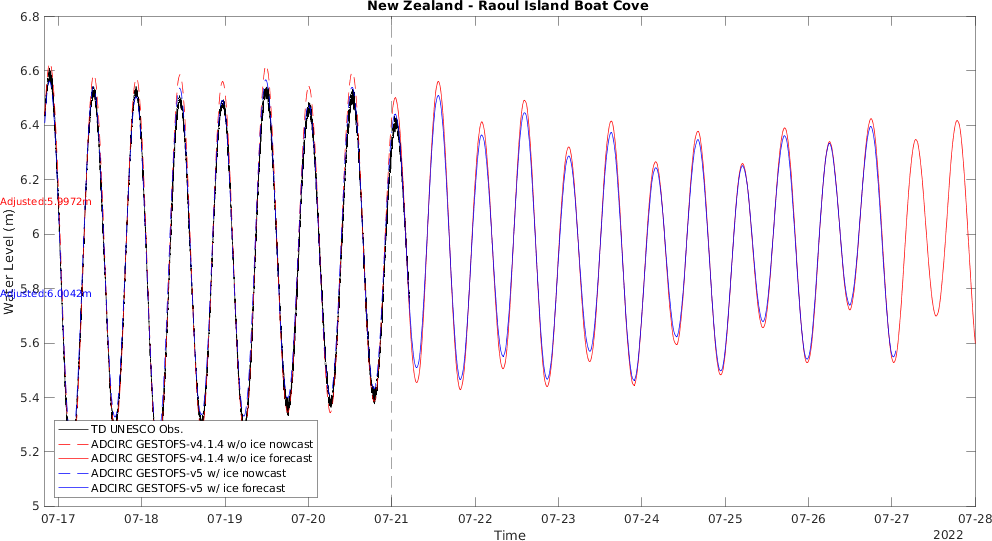 New Zealand - Raoul Island Boat Cove
6.8
6.6
6.4
6.2
6
5.8
5.6
5.4
5.2
5
Water Level (m)
Adjusted:5.9972m
Adjusted:6.0042m
TD UNESCO Obs.
ADCIRC GESTOFS-v4.1.4 w/o ice nowcast
ADCIRC GESTOFS-v4.1.4 w/o ice forecast
ADCIRC GESTOFS-v5 w/ ice nowcast
ADCIRC GESTOFS-v5 w/ ice forecast
07-17 07-18 07-19 07-20 07-21 07-22 07-23 07-24 07-25 07-26 07-27 07-28
Time
2022